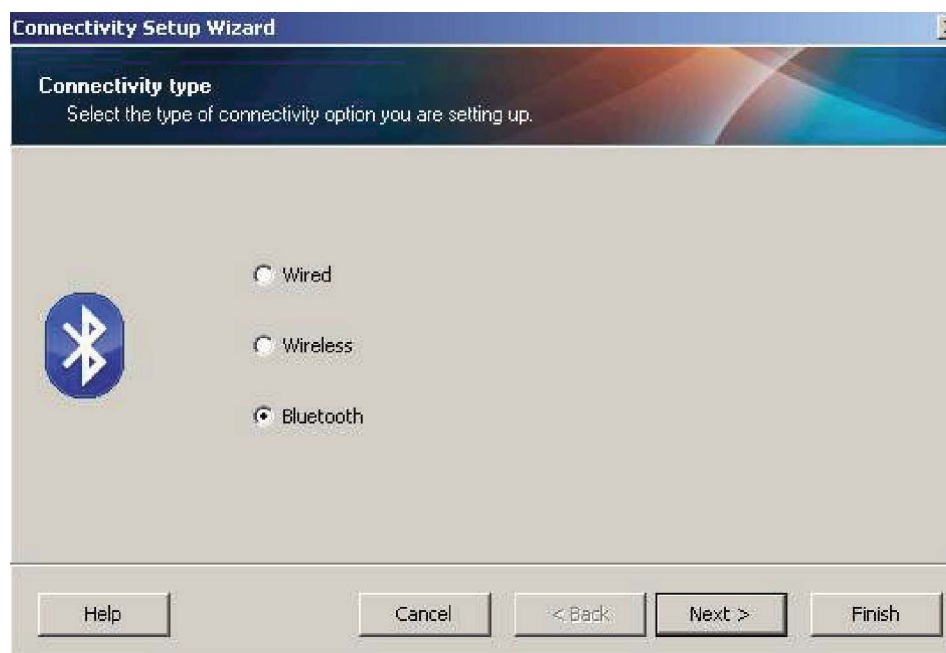 Connectivity Setup Wizard
Connectivity type
Select the type of connectivity option you are setting up.
Wired
Wireless
Bluetooth
Help Cancel < Back Next > Finish